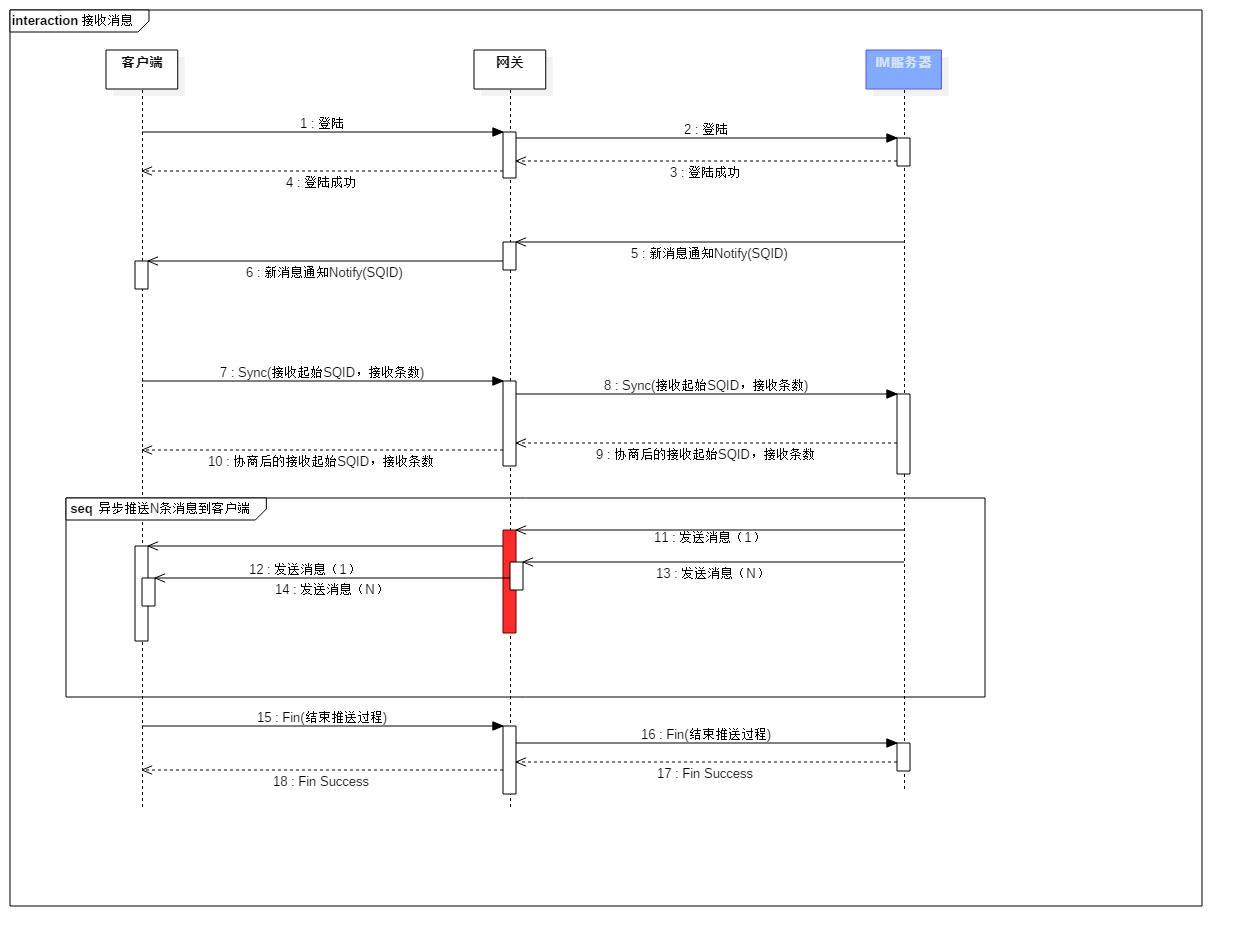 interaction 接收消息
客户端
网关
IM服务器
1 : 登陆
2 : 登陆
3 : 登陆成功
4 : 登陆成功
5 : 新消息通知Notify(SQID)
6 : 新消息通知Notify(SQID)
7 : Sync(接收起始SQID，接收条数)
8 : Sync(接收起始SQID，接收条数)
9 : 协商后的接收起始SQID，接收条数
10 : 协商后的接收起始SQID，接收条数
seq 异步推送N条消息到客户端
11 : 发送消息（1）
12 : 发送消息（1）
13 : 发送消息（N）
14 : 发送消息（N）
15 : Fin(结束推送过程)
16 : Fin(结束推送过程)
17 : Fin Success
18 : Fin Success